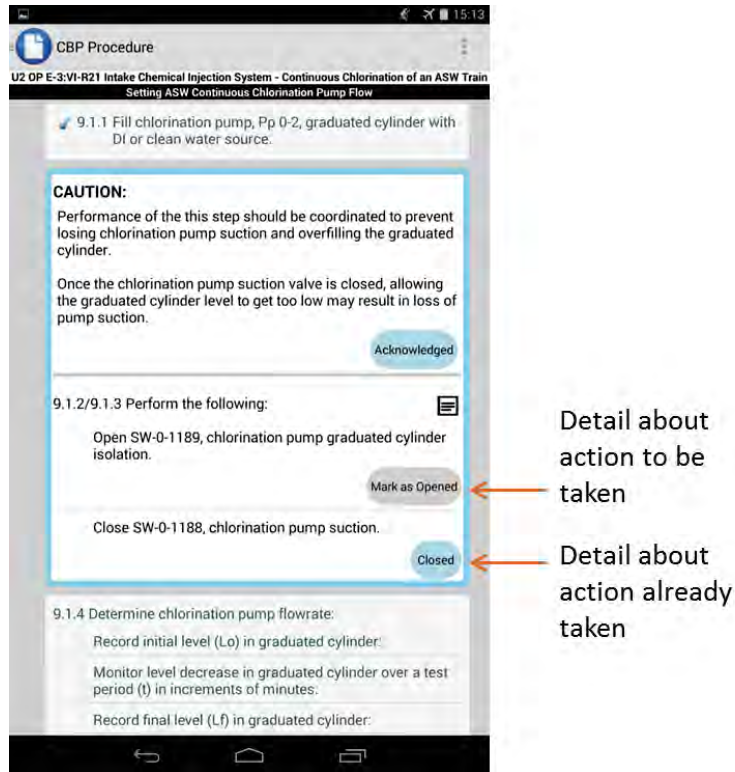 15:13
CBP Procedure
U2 OP E-3:VI-R21 Intake Chemical Injection System - Continuous Chlorination of an ASW Train
Setting ASW Continuous Chlorination Pump Flow
9.1.1 Fill chlorination pump, Pp 0-2, graduated cylinder with
DI or clean water source.
CAUTION:
Performance of the this step should be coordinated to prevent
losing chlorination pump suction and overfilling the graduated
cylinder.
Once the chlorination pump suction valve is closed, allowing
the graduated cylinder level to get too low may result in loss of
pump suction.
Acknowledged
9.1.2/9.1.3 Perform the following:
Open SW-0-1189, chlorination pump graduated cylinder
isolation.
Mark as Opened
Close SW-0-1188, chlorination pump suction.
Closed
9.1.4 Determine chlorination pump flowrate:
Record initial level (Lo) in graduated cylinder:
Monitor level decrease in graduated cylinder over a test
period (t) in increments of minutes.
Record final level (Lf) in graduated cylinder:
Detail about
action to be
taken
Detail about
action already
taken